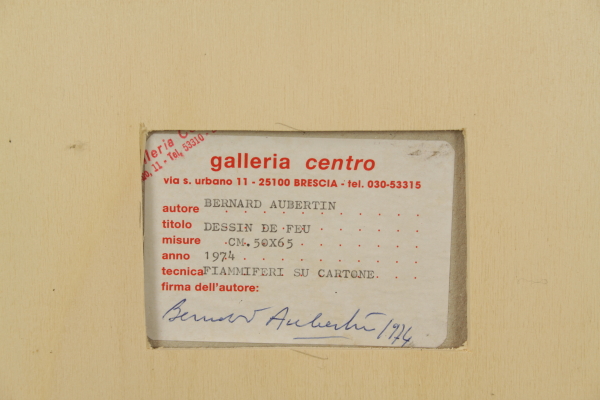 galleria centro
via s. urbano 11 - 25100 BRESCIA - tel. 030-53315
autore BERNARD AUBERTIN
titolo DESSIN DE FEU
misure CM.50X65
anno 1974
tecnica FIAMMIFERI SU CARTONE
firma dell'autore:
Bernard Aubertin 1974